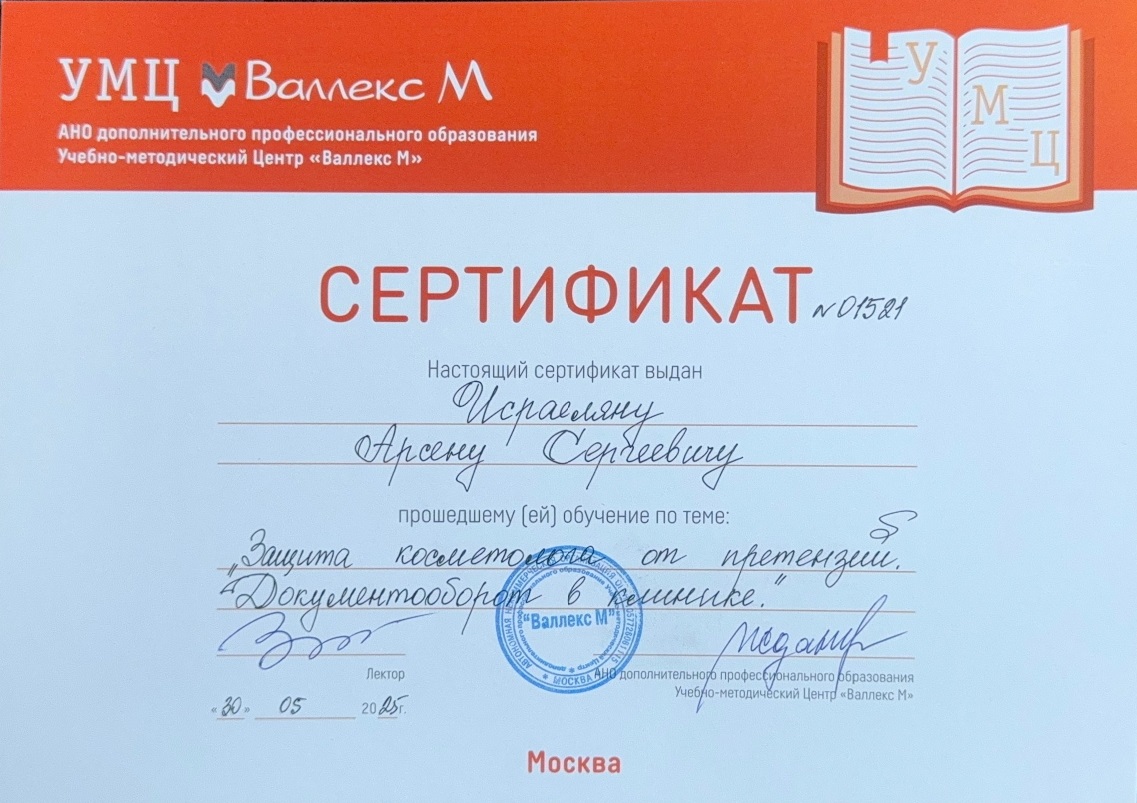 УМЦ Валлекс М
АНО дополнительного профессионального образования
Учебно-методический Центр «Валлекс М»
У
М
Ц
СЕРТИФИКАТ N 01521
Настоящий сертификат выдан
Исраеляну
Арсену Сергеевичу
прошедшему (ей) обучение по теме:
„Защита косметолога от претензий.
Документооборот в клинике."
"Валлекс М"
МОСКВА
Лектор
АНО дополнительного профессионального образования
Учебно-методический Центр «Валлекс М»
«30» 05 2025г.
Москва